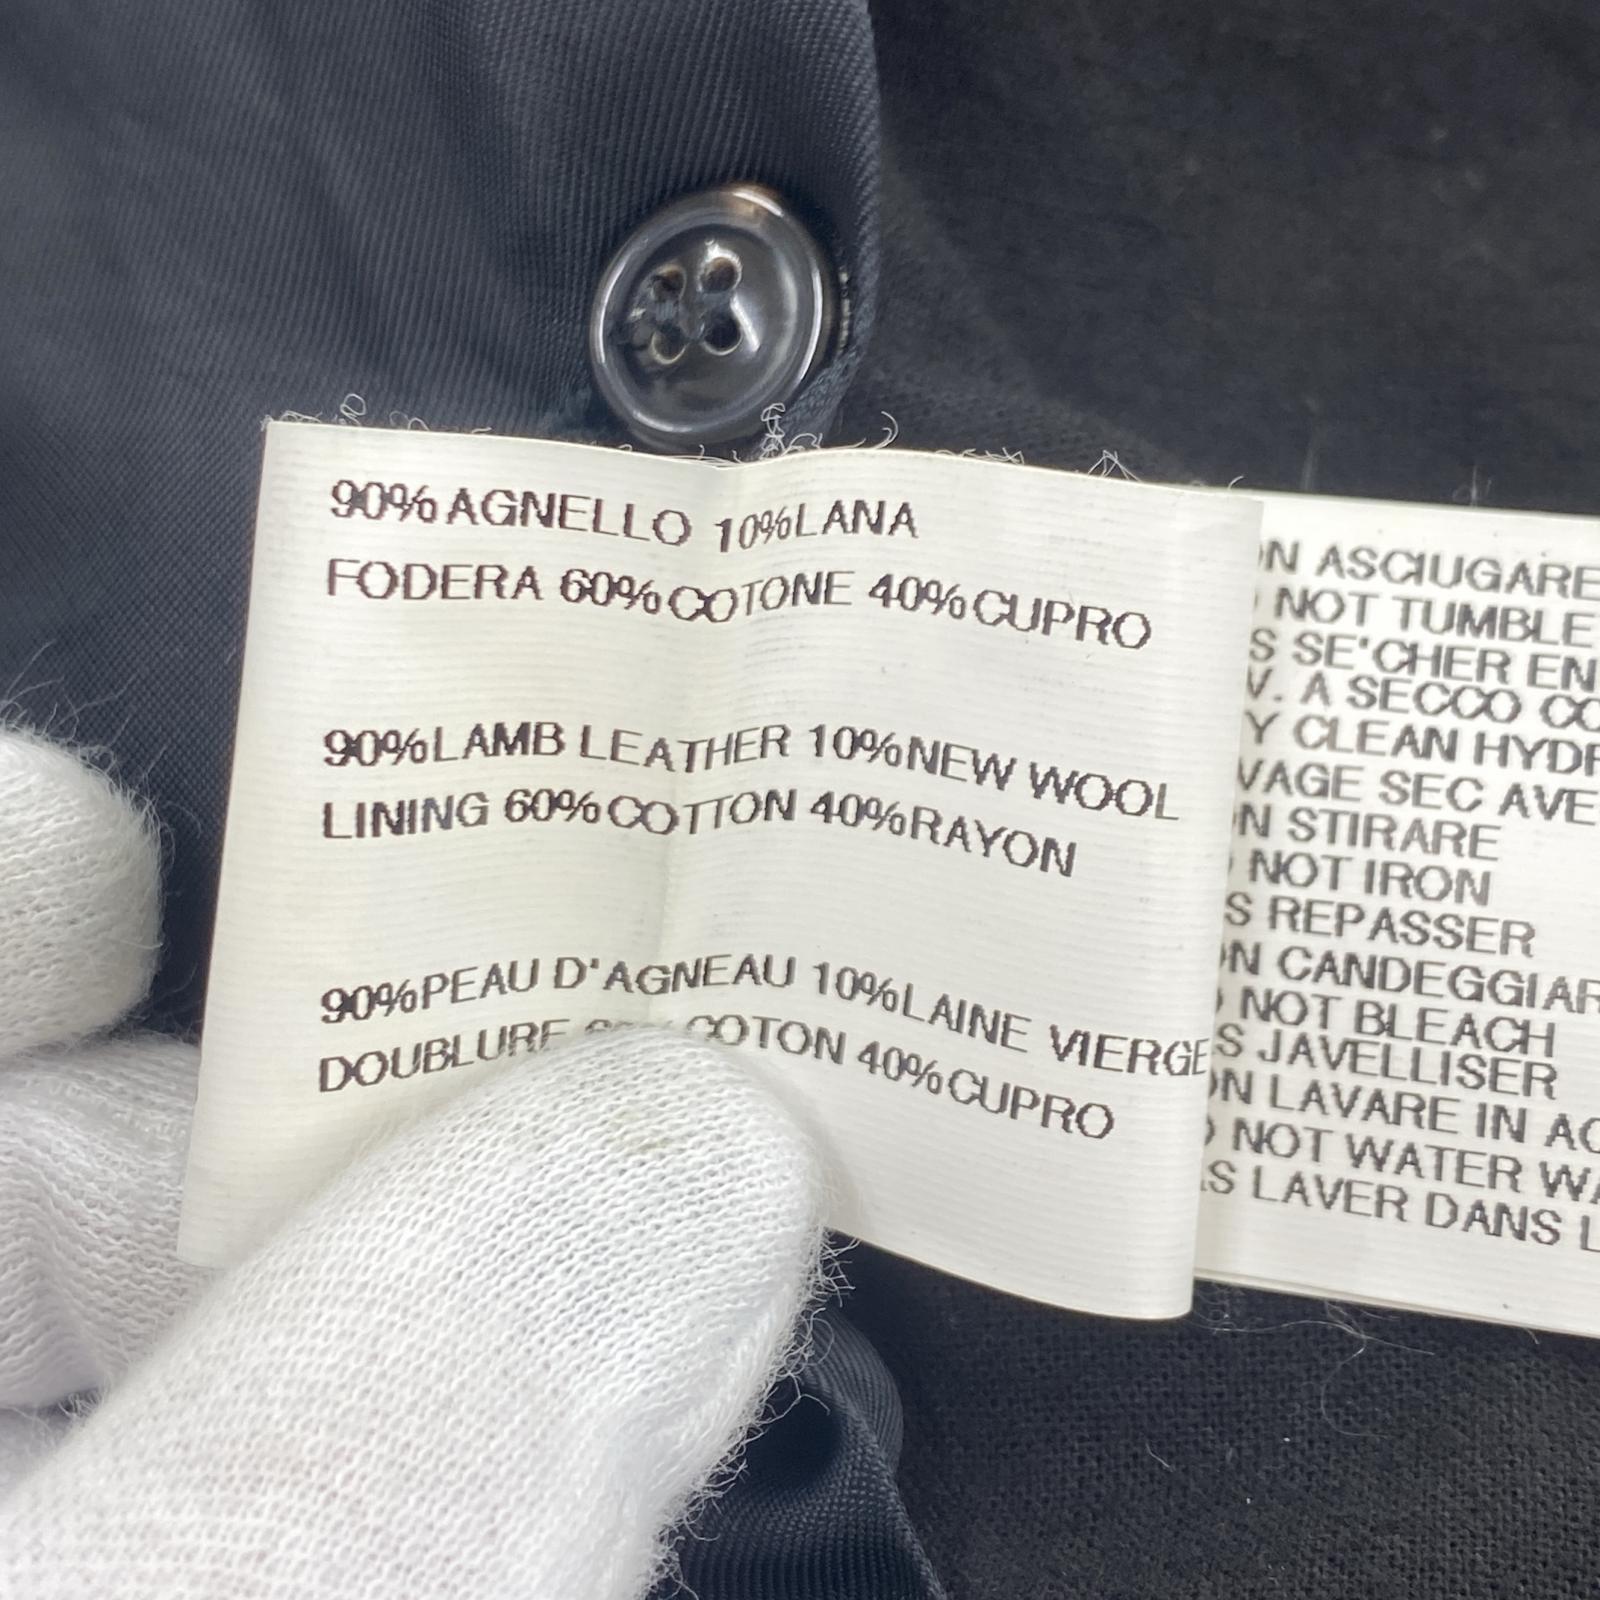 90% AGNELLO 10% LANA
FODERA 60% COTONE 40% CUPRO
90% LAMB LEATHER 10% NEW WOOL
LINING 60% COTTON 40% RAYON
90% PEAU D'AGNEAU 10% LAINE VIERGE
DOUBLURE COTON 40% CUPRO
ASCIUGARE
NOT TUMBLE
SE'CHER EN
A SECCO
CLEAN
SEC
STIRARE
NOT IRON
REPASSER
NOT BLEACH
JAVELLISER
LAVARE IN
NOT WATER
LAVER DANS